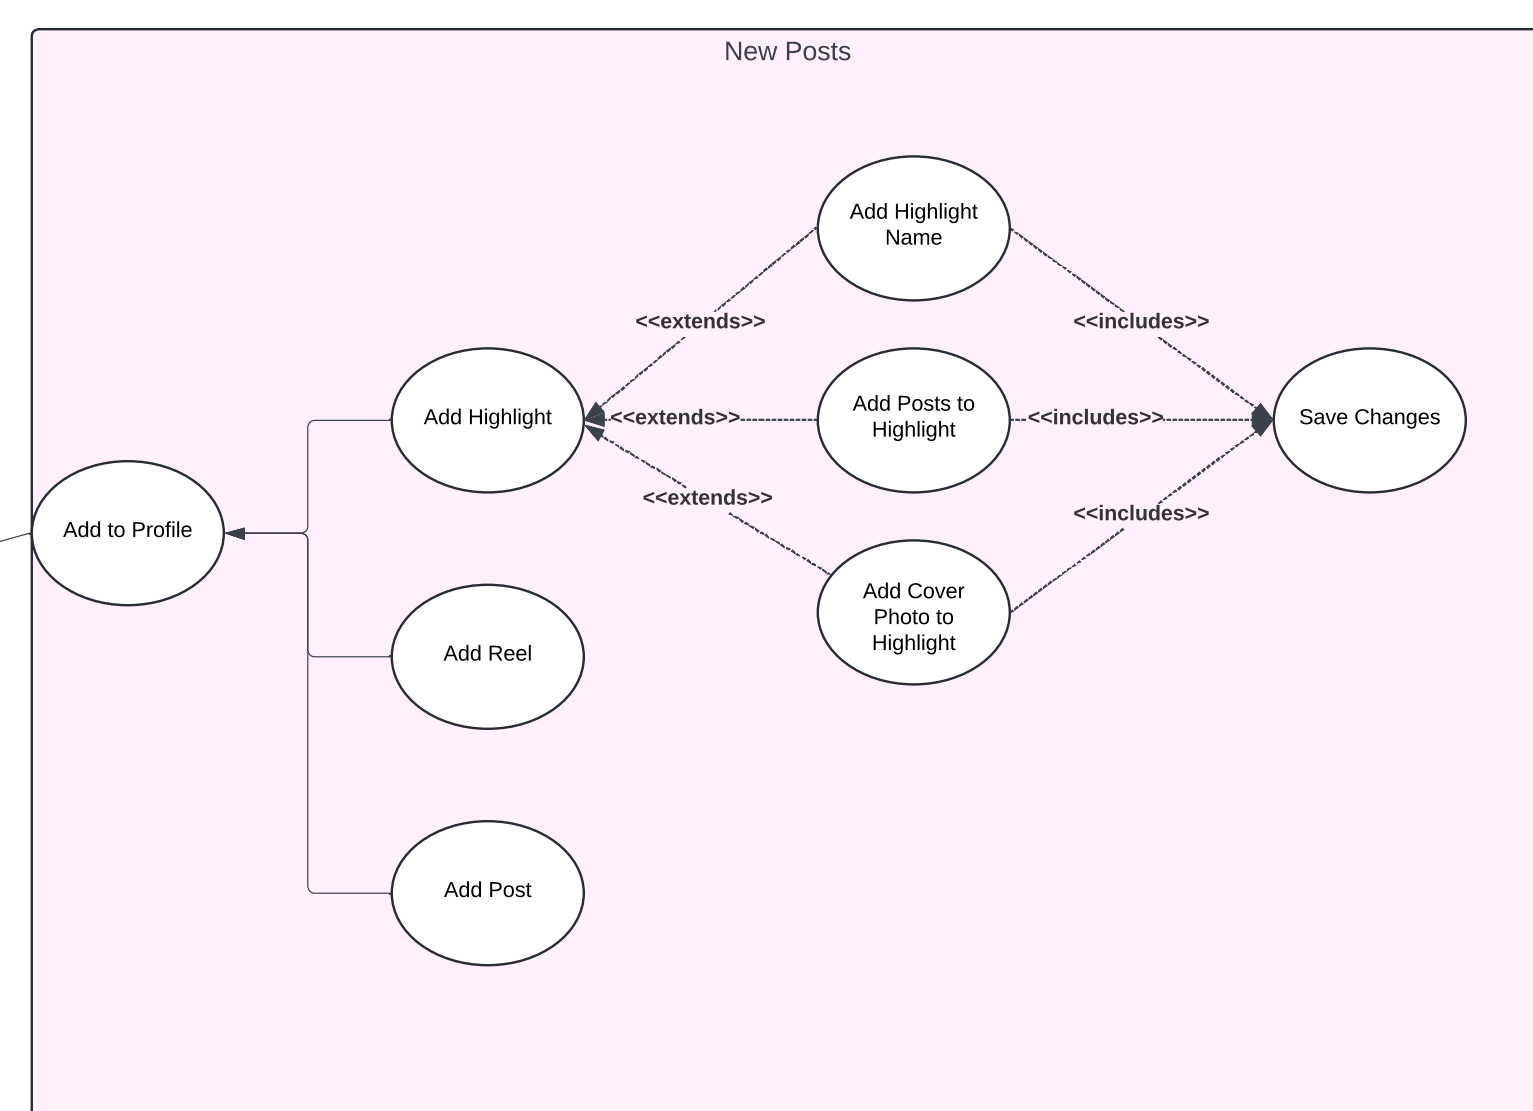 New Posts
Add Highlight
Name
<<extends>>
<<includes>>
Add Highlight
<<extends>>
Add Posts to
Highlight
<<includes>>
Save Changes
<<extends>>
<<includes>>
Add to Profile
Add Cover
Photo to
Highlight
Add Reel
Add Post